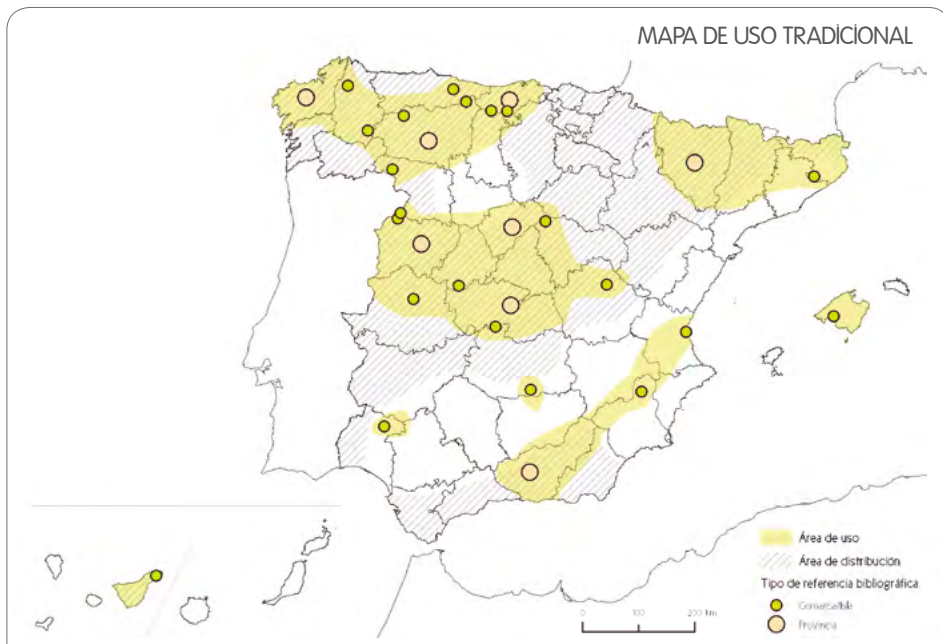 MAPA DE USO TRADICIONAL
Área de uso
Área de distribución
Tipo de referencia bibliográfica
Comarca/Isla
Provincia
0 100 200 km